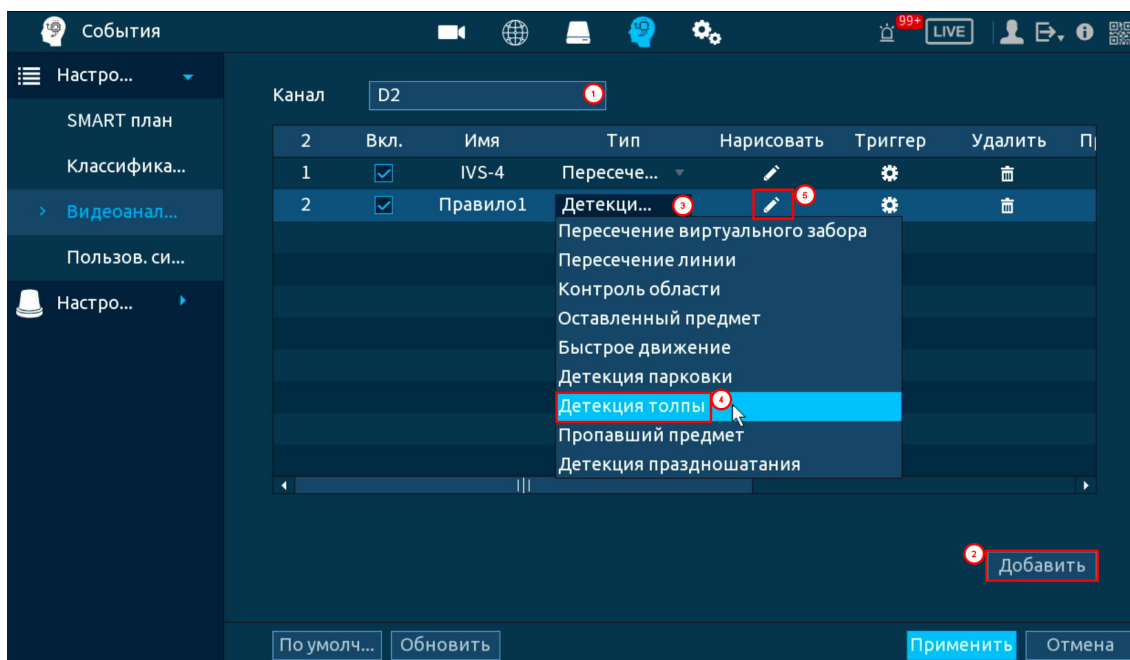 События
99+
LIVE
Настро...
SMART план
Классифика...
Видеоанал...
Пользов. си...
Настро...
Канал D2 1
2 Вкл. Имя Тип Нарисовать Триггер Удалить
1 IVS-4 Пересече...
2 Правило1 Детекци... 3 5
Пересечение виртуального забора
Пересечение линии
Контроль области
Оставленный предмет
Быстрое движение
Детекция парковки
Детекция толпы 4
Пропавший предмет
Детекция праздношатания
2 Добавить
По умолч... Обновить Применить Отмена